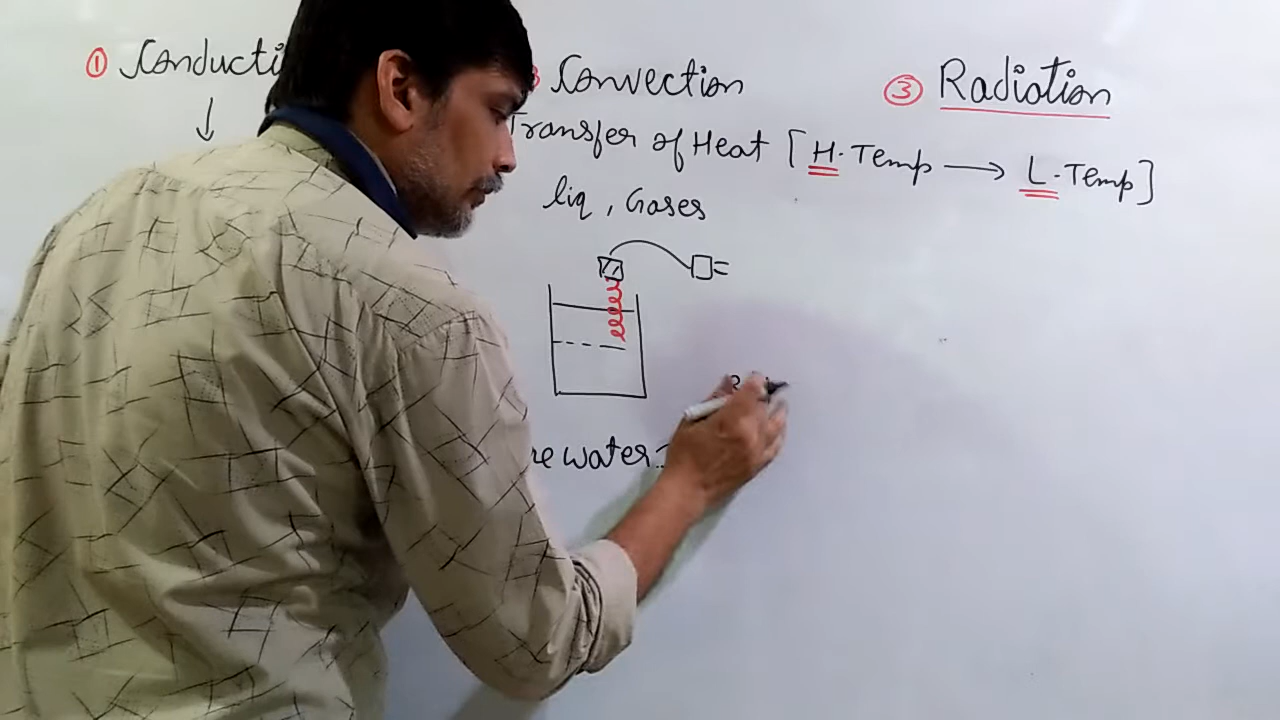 ① Conducti
Convection
③ Radiation
Transfer of Heat [H. Temp → L. Temp]
liq, Gases
re water